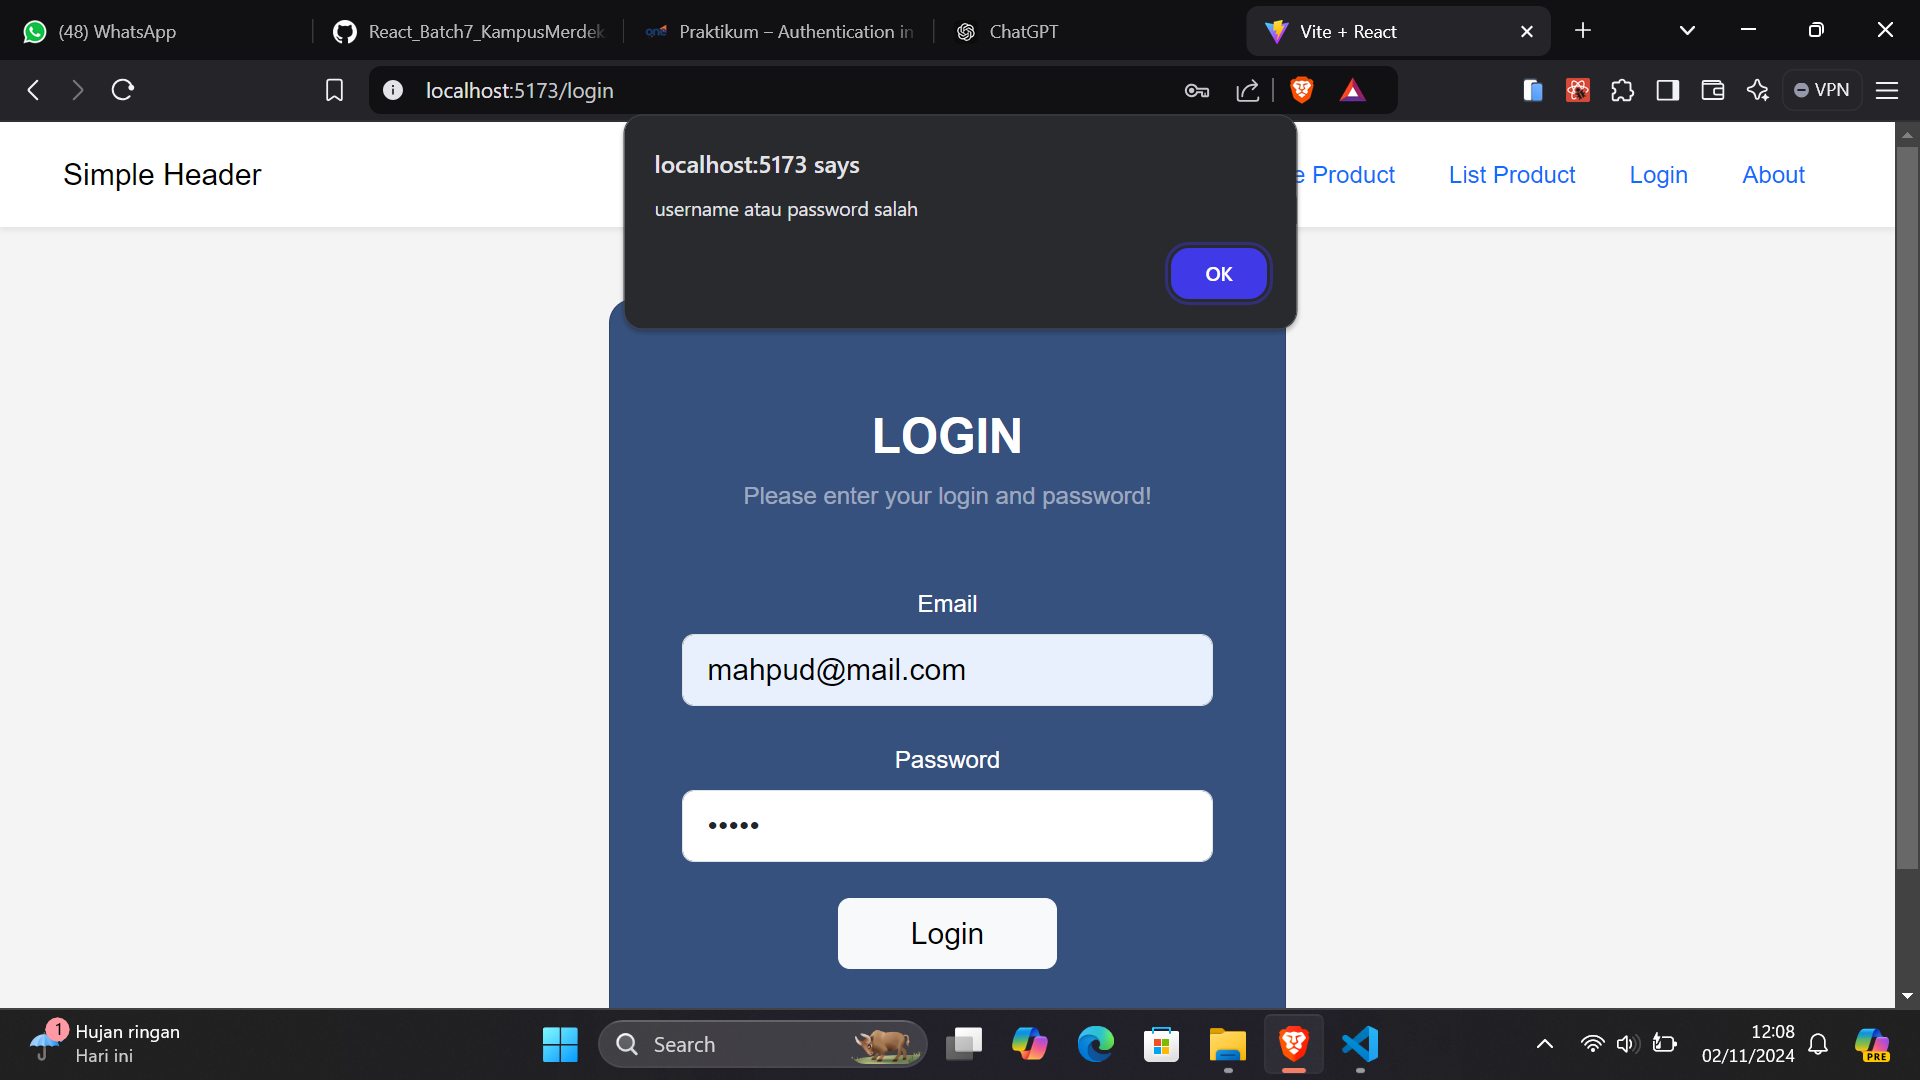 (48) WhatsApp
React_Batch7_KampusMerdek
Praktikum – Authentication in
ChatGPT
Vite + React
localhost:5173/login
VPN
Simple Header
e Product
List Product
Login
About
localhost:5173 says
username atau password salah
OK
LOGIN
Please enter your login and password!
Email
mahpud@mail.com
Password
•••••
Login
1
Hujan ringan
Hari ini
Search
12:08
02/11/2024
PRE